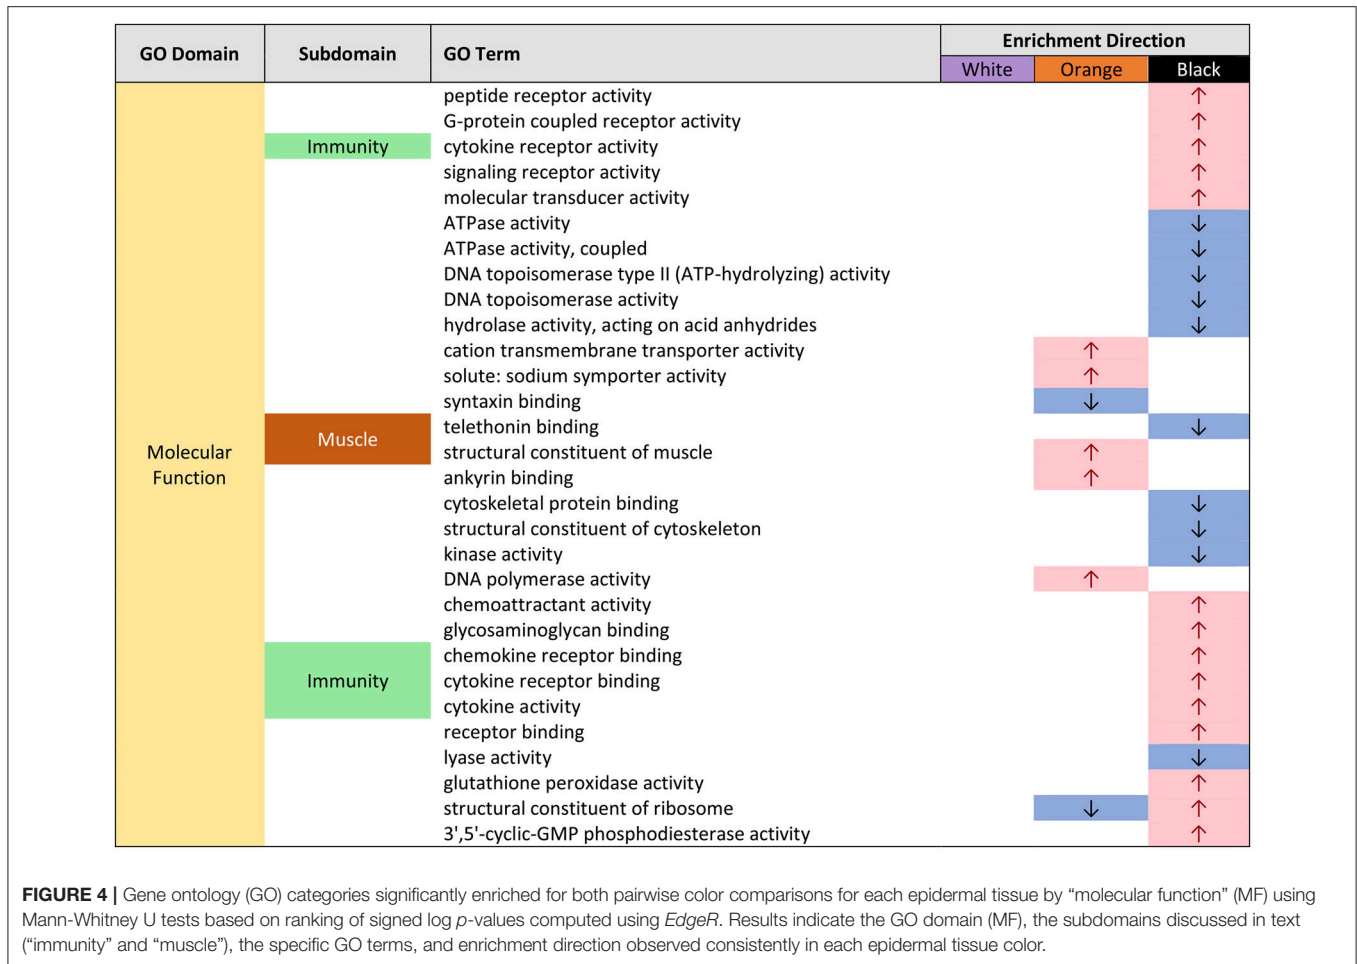 GO Domain Subdomain GO Term Enrichment Direction
White Orange Black
peptide receptor activity ↑
G-protein coupled receptor activity ↑
Immunity cytokine receptor activity ↑
signaling receptor activity ↑
molecular transducer activity ↑
ATPase activity ↓
ATPase activity, coupled ↓
DNA topoisomerase type II (ATP-hydrolyzing) activity ↓
DNA topoisomerase activity ↓
hydrolase activity, acting on acid anhydrides ↓
cation transmembrane transporter activity ↑
solute: sodium symporter activity ↑
syntaxin binding ↓
Muscle telethonin binding ↓
Molecular structural constituent of muscle ↑
Function ankyrin binding ↑
cytoskeletal protein binding ↓
structural constituent of cytoskeleton ↓
kinase activity ↓
DNA polymerase activity ↑
chemoattractant activity ↑
glycosaminoglycan binding ↑
chemokine receptor binding ↑
Immunity cytokine receptor binding ↑
cytokine activity ↑
receptor binding ↑
lyase activity ↓
glutathione peroxidase activity ↑
structural constituent of ribosome ↓ ↑
3',5'-cyclic-GMP phosphodiesterase activity ↑
FIGURE 4 | Gene ontology (GO) categories significantly enriched for both pairwise color comparisons for each epidermal tissue by “molecular function” (MF) using
Mann-Whitney U tests based on ranking of signed log p-values computed using EdgeR. Results indicate the GO domain (MF), the subdomains discussed in text
(“immunity” and “muscle”), the specific GO terms, and enrichment direction observed consistently in each epidermal tissue color.